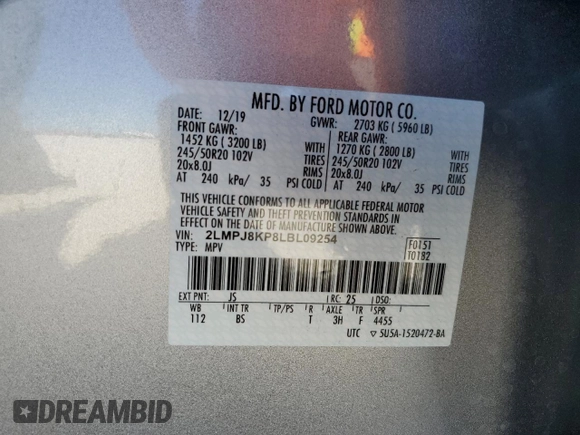 MFD. BY FORD MOTOR CO.
DATE: 12/19 GVWR: 2703 KG ( 5960 LB)
FRONT GAWR: REAR GAWR:
1452 KG ( 3200 LB) 1270 KG ( 2800 LB)
245/50R20 102V TIRES 245/50R20 102V TIRES
20x8.0J RIMS 20x8.0J RIMS
AT 240 kPa/ 35 PSI COLD AT 240 kPa/ 35 PSI COLD
THIS VEHICLE CONFORMS TO ALL APPLICABLE FEDERAL MOTOR
VEHICLE SAFETY AND THEFT PREVENTION STANDARDS IN
EFFECT ON THE DATE OF MANUFACTURE SHOWN ABOVE.
VIN: 2LMPJ8KP8LBL09254 F0151
TYPE: MPV T0182
EXT PNT: JS RC: 25 DSO:
WB INT TR TP/PS R AXLE TR SPR
112 BS T 3H F 4455
UTC ▽ 5U5A-1520472-BA
DREAMBID